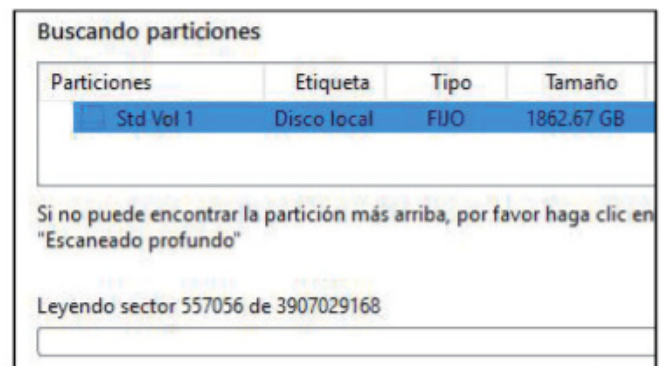 Buscando particiones
Particiones Etiqueta Tipo Tamaño
Std Vol 1 Disco local FIJO 1862.67 GB
Si no puede encontrar la partición más arriba, por favor haga clic en
"Escaneado profundo"
Leyendo sector 557056 de 3907029168